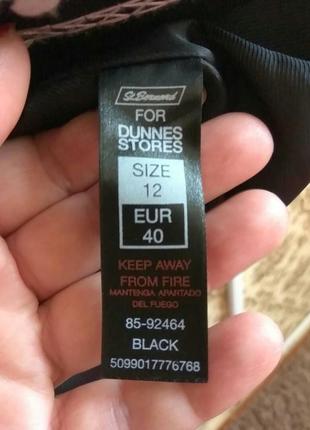 St. Bernard
FOR
DUNNES
STORES
SIZE
12
EUR
40
KEEP AWAY
FROM FIRE
MANTENGA APARTADO
DEL FUEGO
85-92464
BLACK
5099017776768